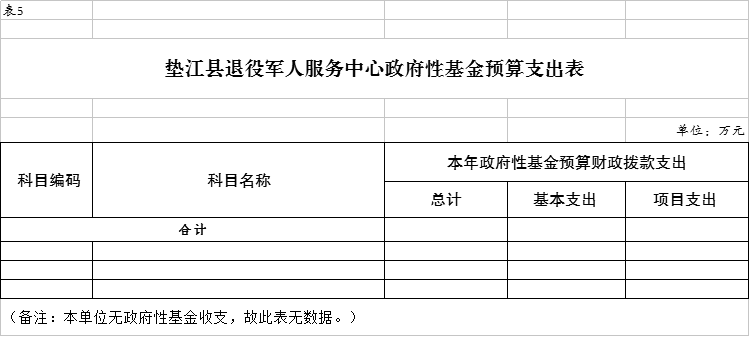 表5
垫江县退役军人服务中心政府性基金预算支出表
单位：万元
科目编码 科目名称 本年政府性基金预算财政拨款支出
总计 基本支出 项目支出
合计
（备注：本单位无政府性基金收支，故此表无数据。）